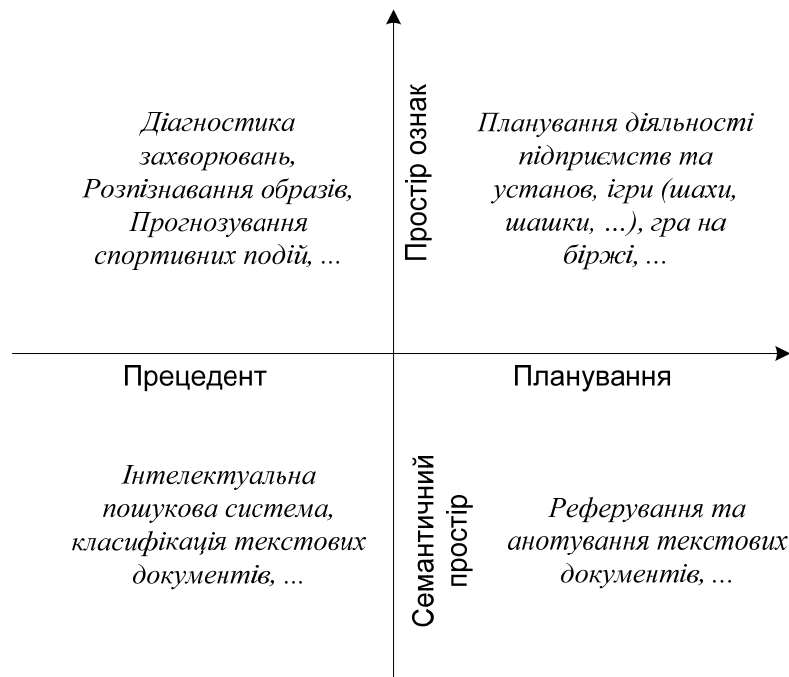 Діагностика
захворювань,
Розпізнавання образів,
Прогнозування
спортивних подій, ...
Простір ознак
Планування діяльності
підприємств та
установ, ігри (шахи,
шашки, ...), гра на
біржі, ...
Прецедент
Планування
Інтелектуальна
пошукова система,
класифікація текстових
документів, ...
Семантичний
простір
Реферування та
анотування текстових
документів, ...